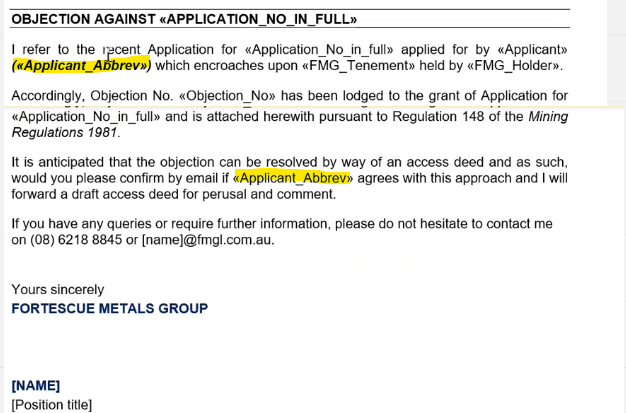 OBJECTION AGAINST «APPLICATION_NO_IN_FULL»
I refer to the recent Application for «Application_No_in_full» applied for by «Applicant»
(«Applicant_Abbrev») which encroaches upon «FMG_Tenement» held by «FMG_Holder».
Accordingly, Objection No. «Objection_No» has been lodged to the grant of Application for
«Application_No_in_full» and is attached herewith pursuant to Regulation 148 of the Mining
Regulations 1981.
It is anticipated that the objection can be resolved by way of an access deed and as such,
would you please confirm by email if «Applicant_Abbrev» agrees with this approach and I will
forward a draft access deed for perusal and comment.
If you have any queries or require further information, please do not hesitate to contact me
on (08) 6218 8845 or [name]@fmgl.com.au.
Yours sincerely
FORTESCUE METALS GROUP
[NAME]
[Position title]